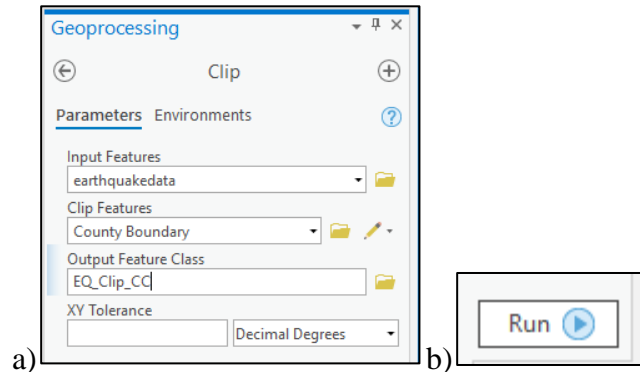 Geoprocessing
Clip
Parameters Environments
Input Features
earthquakedata
Clip Features
County Boundary
Output Feature Class
EQ_Clip_CC
XY Tolerance
Decimal Degrees
a)
b)
Run